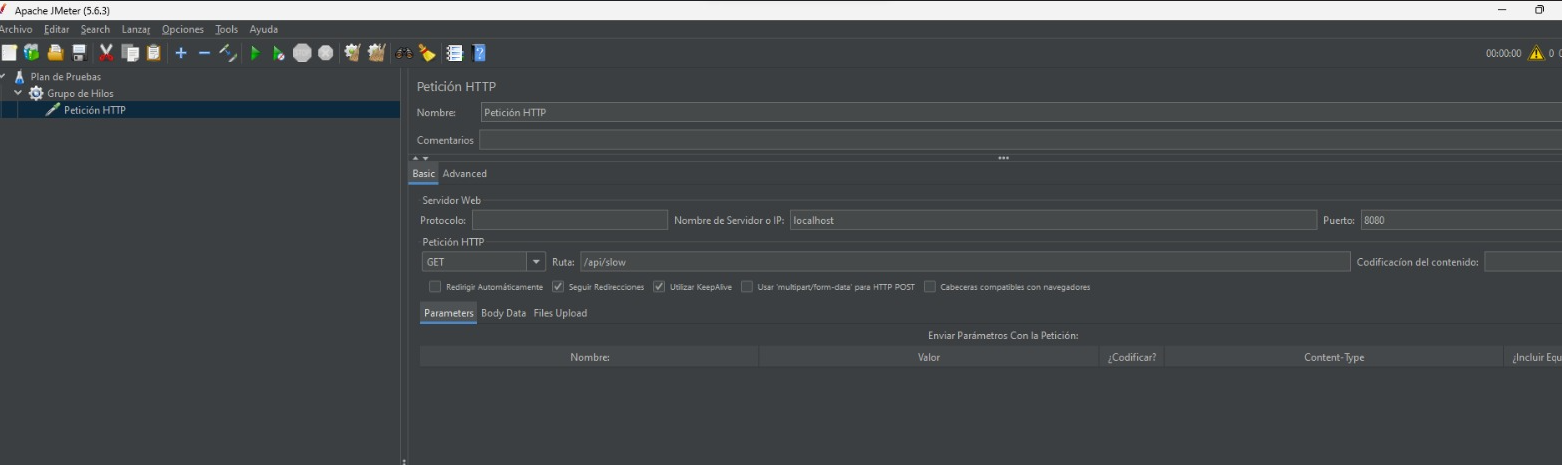 Apache JMeter (5.6.3)
Archivo Editar Search Lanzar Opciones Tools Ayuda
00:00:00 0
Plan de Pruebas
Grupo de Hilos
Petición HTTP
Petición HTTP
Nombre: Petición HTTP
Comentarios
Basic Advanced
Servidor Web
Protocolo: Nombre de Servidor o IP: localhost Puerto: 8080
Petición HTTP
GET Ruta: /api/slow Codificacíon del contenido:
Redirigir Automáticamente Seguir Redirecciones Utilizar KeepAlive Usar 'multipart/form-data' para HTTP POST Cabeceras compatibles con navegadores
Parameters Body Data Files Upload
Enviar Parámetros Con la Petición:
Nombre: Valor ¿Codificar? Content-Type ¿Incluir Equ